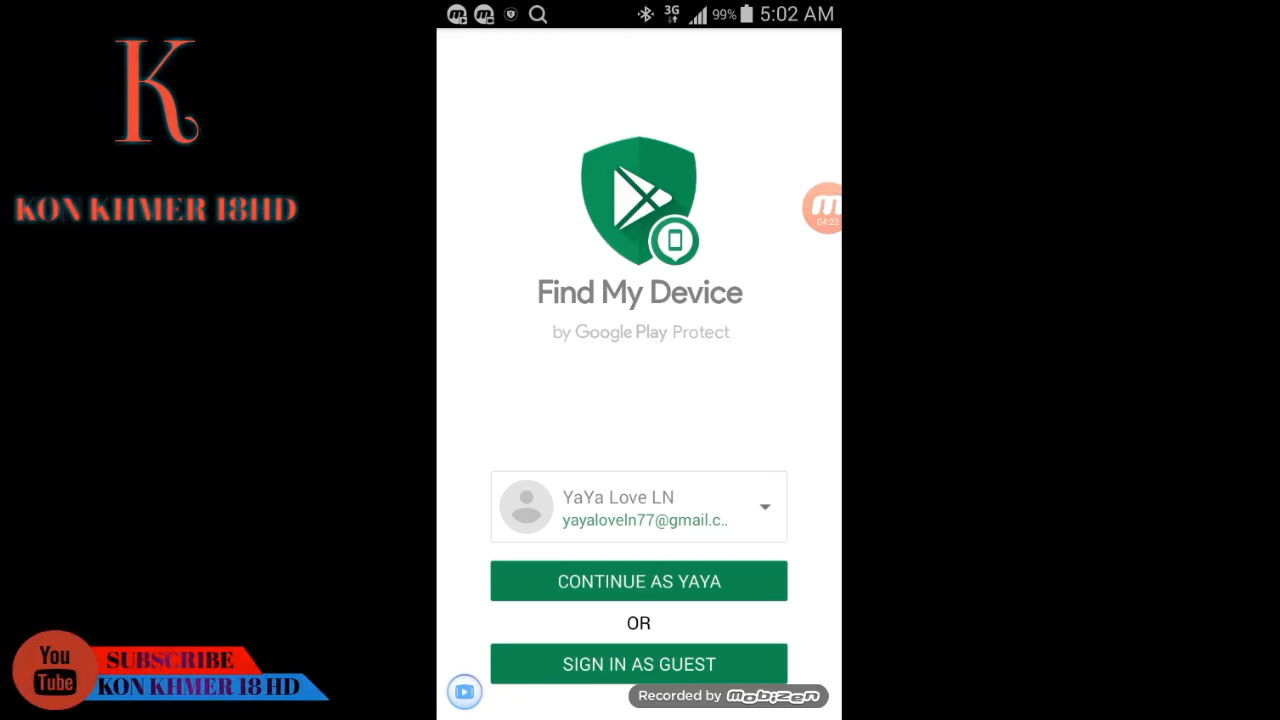 3G 99% 5:02 AM
K
KON KHMER 18HD
04:23
Find My Device
by Google Play Protect
YaYa Love LN
yayaloveln77@gmail.c..
CONTINUE AS YAYA
OR
SIGN IN AS GUEST
You
Tube
SUBSCRIBE
KON KHMER 18 HD
Recorded by mobizen